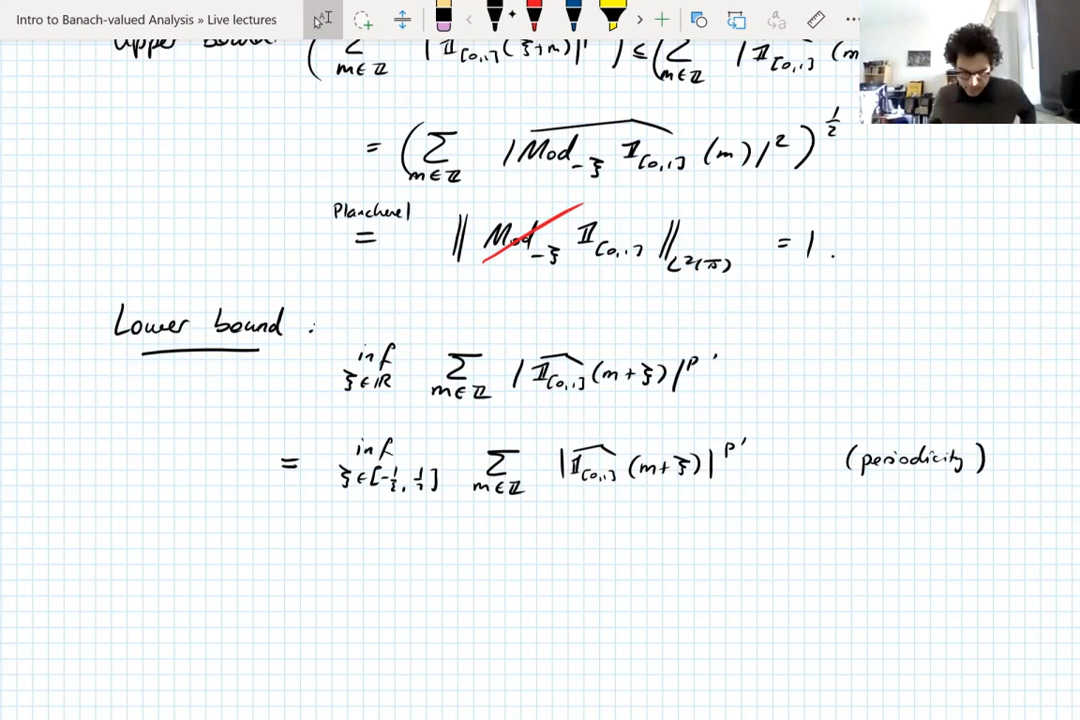 Intro to Banach-valued Analysis » Live lectures
Upper bound: ( Σ_{m∈ℤ} |𝟙̂_{[0,1]}(ξ+m)|^{p'} ) ≤ ( Σ_{m∈ℤ} |𝟙̂_{[0,1]}(m
= ( Σ_{m∈ℤ} |\widehat{Mod_{-ξ} 𝟙_{[0,1]}}(m)|² )^{1/2}
Plancherel
= ‖ Mod_{-ξ} 𝟙_{[0,1]} ‖_{L²(𝕋)} = 1.
Lower bound:
inf_{ξ∈ℝ} Σ_{m∈ℤ} |𝟙̂_{[0,1]}(m+ξ)|^{p'}
= inf_{ξ∈[-½,½]} Σ_{m∈ℤ} |𝟙̂_{[0,1]}(m+ξ)|^{p'} (periodicity)